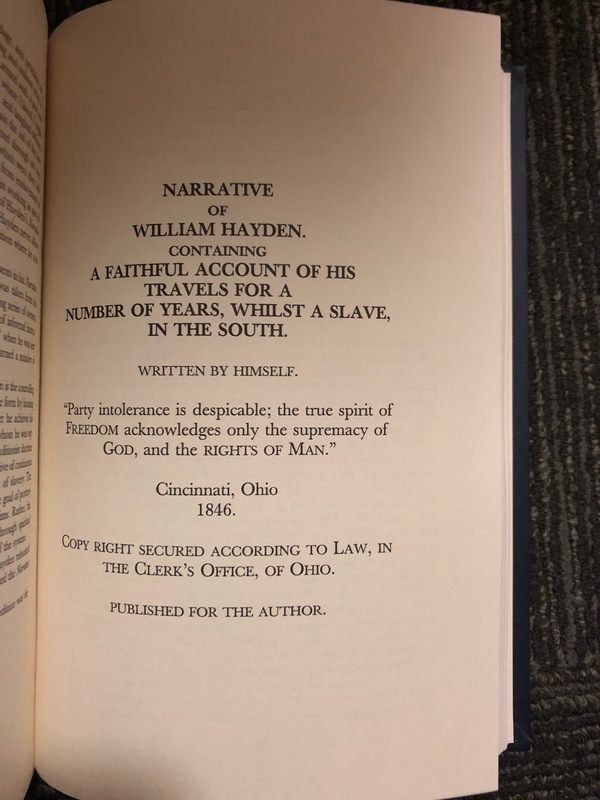 NARRATIVE
OF
WILLIAM HAYDEN.
CONTAINING
A FAITHFUL ACCOUNT OF HIS
TRAVELS FOR A
NUMBER OF YEARS, WHILST A SLAVE,
IN THE SOUTH.
WRITTEN BY HIMSELF.
“Party intolerance is despicable; the true spirit of
FREEDOM acknowledges only the supremacy of
GOD, and the RIGHTS OF MAN.”
Cincinnati, Ohio
1846.
COPY RIGHT SECURED ACCORDING TO LAW, IN
THE CLERK’S OFFICE, OF OHIO.
PUBLISHED FOR THE AUTHOR.